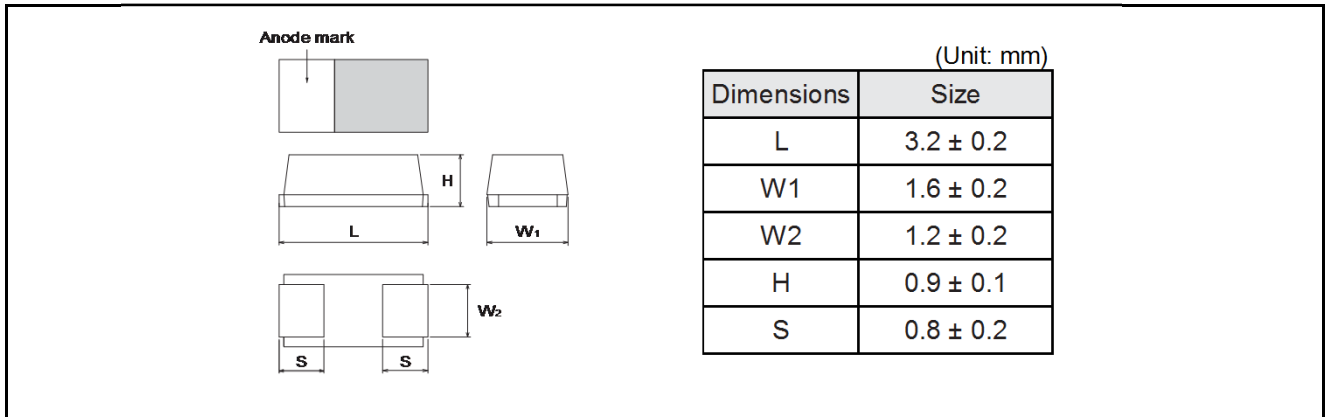 Anode mark
H
L
W1
W2
S S
(Unit: mm)
Dimensions Size
L 3.2 ± 0.2
W1 1.6 ± 0.2
W2 1.2 ± 0.2
H 0.9 ± 0.1
S 0.8 ± 0.2